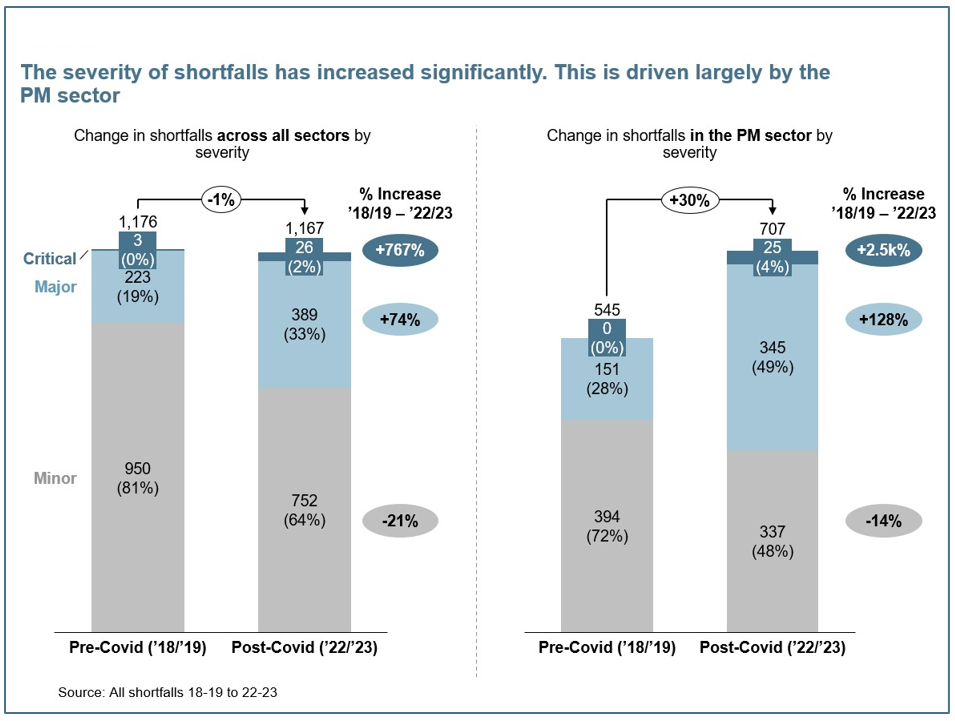 The severity of shortfalls has increased significantly. This is driven largely by the
PM sector
Change in shortfalls across all sectors by
severity
-1%
% Increase
’18/19 – ’22/23
1,176
1,167
Critical
3
(0%)
26
(2%)
+767%
Major
223
(19%)
389
(33%)
+74%
Minor
950
(81%)
752
(64%)
-21%
Pre-Covid (’18/’19)
Post-Covid (’22/’23)
Change in shortfalls in the PM sector by
severity
+30%
% Increase
’18/19 – ’22/23
545
707
0
(0%)
25
(4%)
+2.5k%
151
(28%)
345
(49%)
+128%
394
(72%)
337
(48%)
-14%
Pre-Covid (’18/’19)
Post-Covid (’22/’23)
Source: All shortfalls 18-19 to 22-23